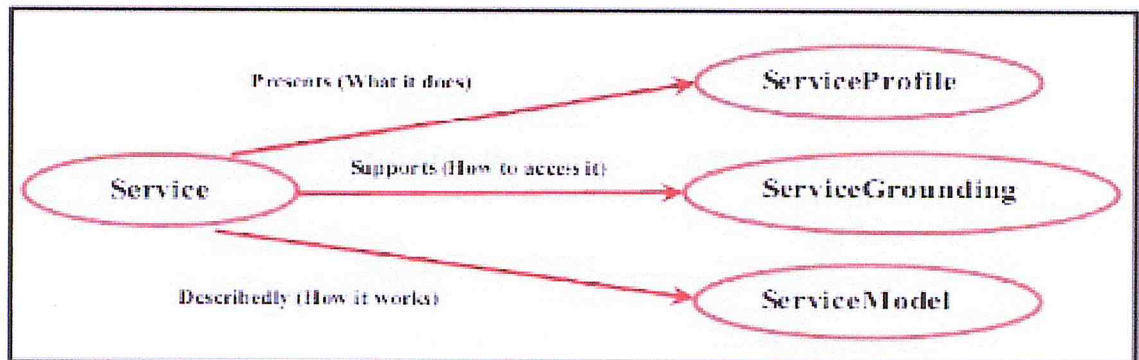 Presents (What it does)
ServiceProfile
Supports (How to access it)
Service
ServiceGrounding
Describedly (How it works)
ServiceModel